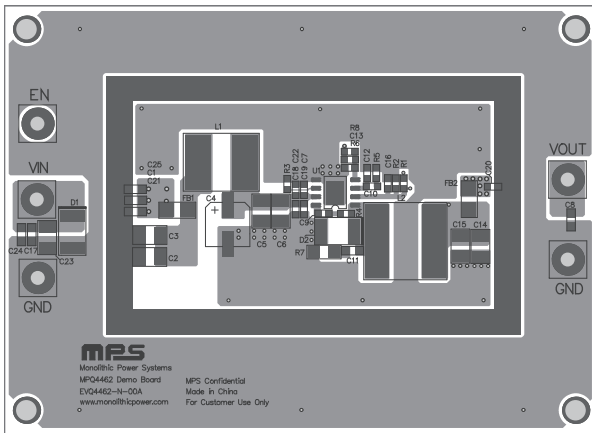 EN
VIN
GND
VOUT
GND
D1
C24
C17
C23
C25
C1
C21
L1
FB1
C4
C3
C2
C5
C6
R3
C18
C22
C19
C7
U1
R8
C13
R6
C12
R5
C10
C16
R2
R1
L2
C9
D2
R7
C11
FB2
C20
C15
C14
C8
MPS
Monolithic Power Systems
MPQ4462 Demo Board
EVQ4462-N-00A
www.monolithicpower.com
MPS Confidential
Made in China
For Customer Use Only